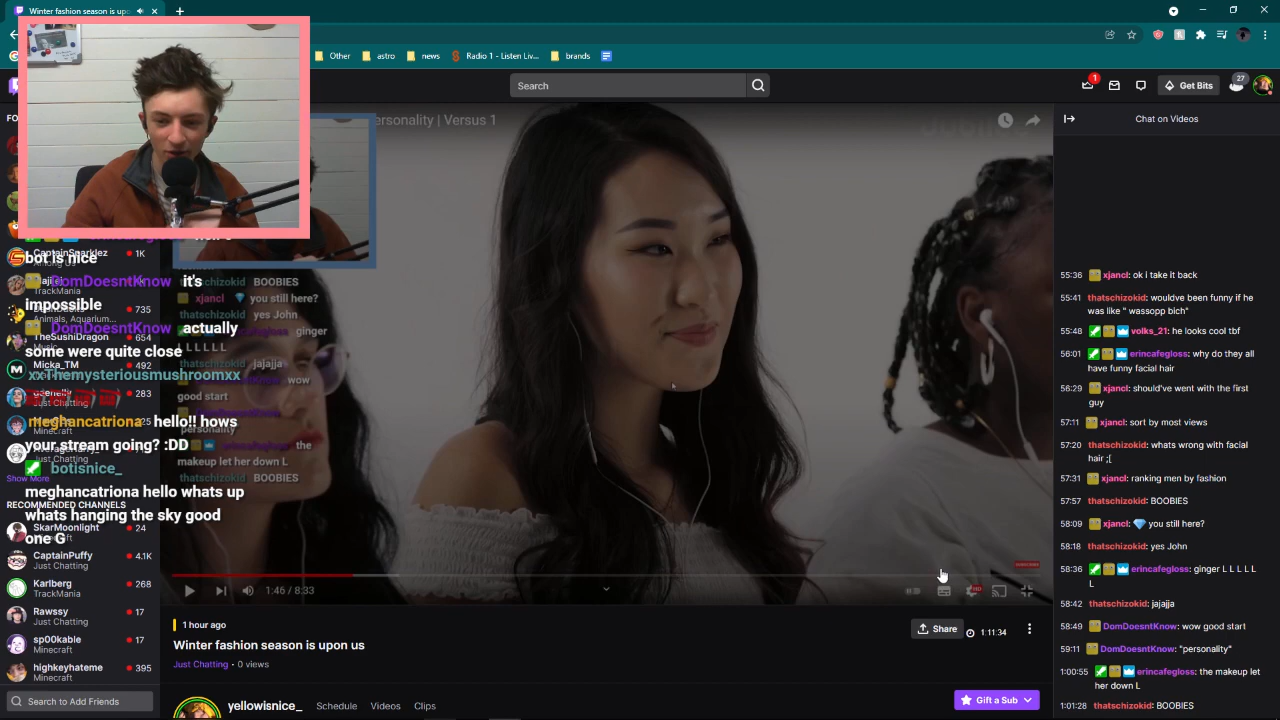 Winter fashion season is upo
Other
astro
news
Radio 1 - Listen Liv...
brands
Search
1
Get Bits
27
FO
ersonality | Versus 1
Chat on Videos
bot is nice
CaptainSparklez
1K
DomDoesntKnow it's
impossible
TrackMania
735
Animals, Aquarium...
DomDoesntKnow actually
TheSushiDragon
654
some were quite close
Micka_TM
492
xxThemysteriousmushroomxx
283
Just Chatting
meghancatriona hello!! hows
Minecraft
your stream going? :DD
Just Chatting
Show More
botisnice_
meghancatriona hello whats up
RECOMMENDED CHANNELS
whats hanging the sky good
one G
SkarMoonlight
24
CaptainPuffy
4.1K
Just Chatting
Karlberg
268
TrackMania
Rawssy
17
Just Chatting
sp00kable
17
Minecraft
highkeyhateme
395
Minecraft
Search to Add Friends
thatschizokid BOOBIES
xjancl you still here?
thatschizokid yes John
ginger
L L L L L L
thatschizokid jajajja
wow
good start
personality
the
makeup let her down L
thatschizokid BOOBIES
1:46 / 8:33
1 hour ago
Winter fashion season is upon us
Just Chatting • 0 views
Share
1:11:34
yellowisnice_
Schedule
Videos
Clips
Gift a Sub
55:36 xjancl: ok i take it back
55:41 thatschizokid: wouldve been funny if he
was like " wassopp bich"
55:48 volks_21: he looks cool tbf
56:01 erincafegloss: why do they all
have funny facial hair
56:29 xjancl: should've went with the first
guy
57:11 xjancl: sort by most views
57:20 thatschizokid: whats wrong with facial
hair ;[
57:31 xjancl: ranking men by fashion
57:57 thatschizokid: BOOBIES
58:09 xjancl: you still here?
58:18 thatschizokid: yes John
58:36 erincafegloss: ginger L L L L L
L
58:42 thatschizokid: jajajja
58:49 DomDoesntKnow: wow good start
59:11 DomDoesntKnow: "personality"
1:00:55 erincafegloss: the makeup let
her down L
1:01:28 thatschizokid: BOOBIES